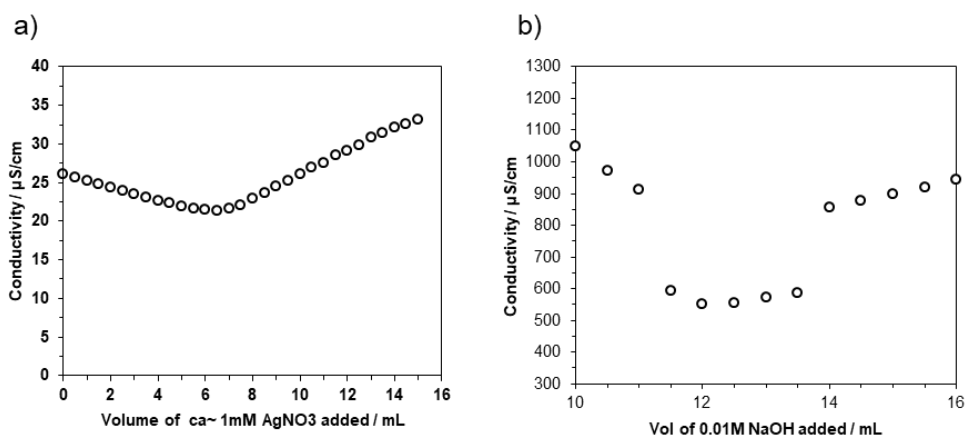 a)
b)
40
35
30
25
20
15
10
5
0
Conductivity / µS/cm
0 2 4 6 8 10 12 14 16
Volume of ca~ 1mM AgNO3 added / mL
1300
1200
1100
1000
900
800
700
600
500
400
300
Conductivity / µS/cm
10 12 14 16
Vol of 0.01M NaOH added / mL